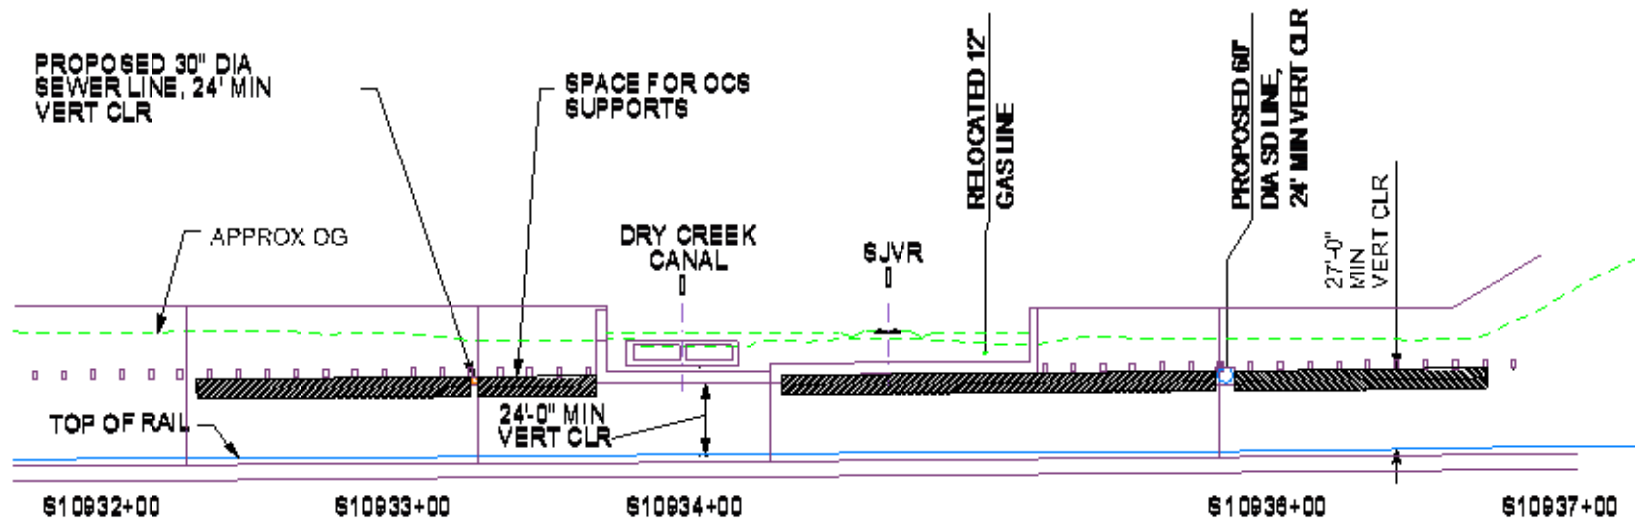 PROPOSED 30" DIA
SEWER LINE, 24' MIN
VERT CLR
SPACE FOR OCS
SUPPORTS
RELOCATED 12"
GAS LINE
PROPOSED 60"
DIA SD LINE,
24' MIN VERT CLR
APPROX OG
DRY CREEK
CANAL
SJVR
27'-0"
MIN
VERT CLR
TOP OF RAIL
24'-0" MIN
VERT CLR
S10932+00
S10933+00
S10934+00
S10936+00
S10937+00